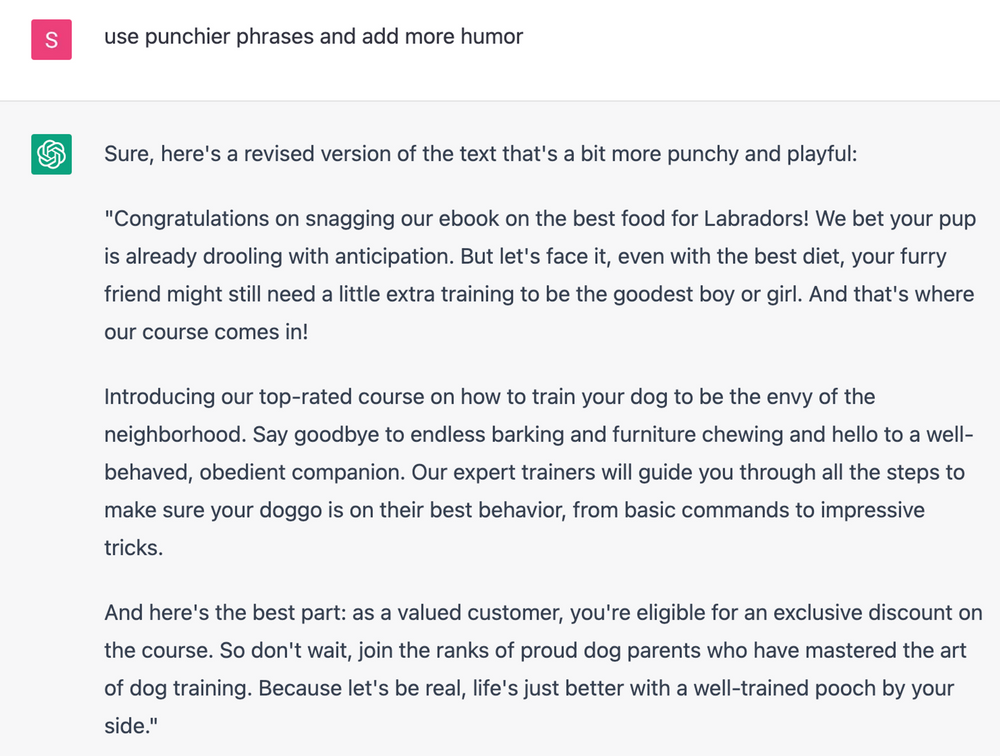 S
use punchier phrases and add more humor
Sure, here's a revised version of the text that's a bit more punchy and playful:
"Congratulations on snagging our ebook on the best food for Labradors! We bet your pup
is already drooling with anticipation. But let's face it, even with the best diet, your furry
friend might still need a little extra training to be the goodest boy or girl. And that's where
our course comes in!
Introducing our top-rated course on how to train your dog to be the envy of the
neighborhood. Say goodbye to endless barking and furniture chewing and hello to a well-
behaved, obedient companion. Our expert trainers will guide you through all the steps to
make sure your doggo is on their best behavior, from basic commands to impressive
tricks.
And here's the best part: as a valued customer, you're eligible for an exclusive discount on
the course. So don't wait, join the ranks of proud dog parents who have mastered the art
of dog training. Because let's be real, life's just better with a well-trained pooch by your
side."